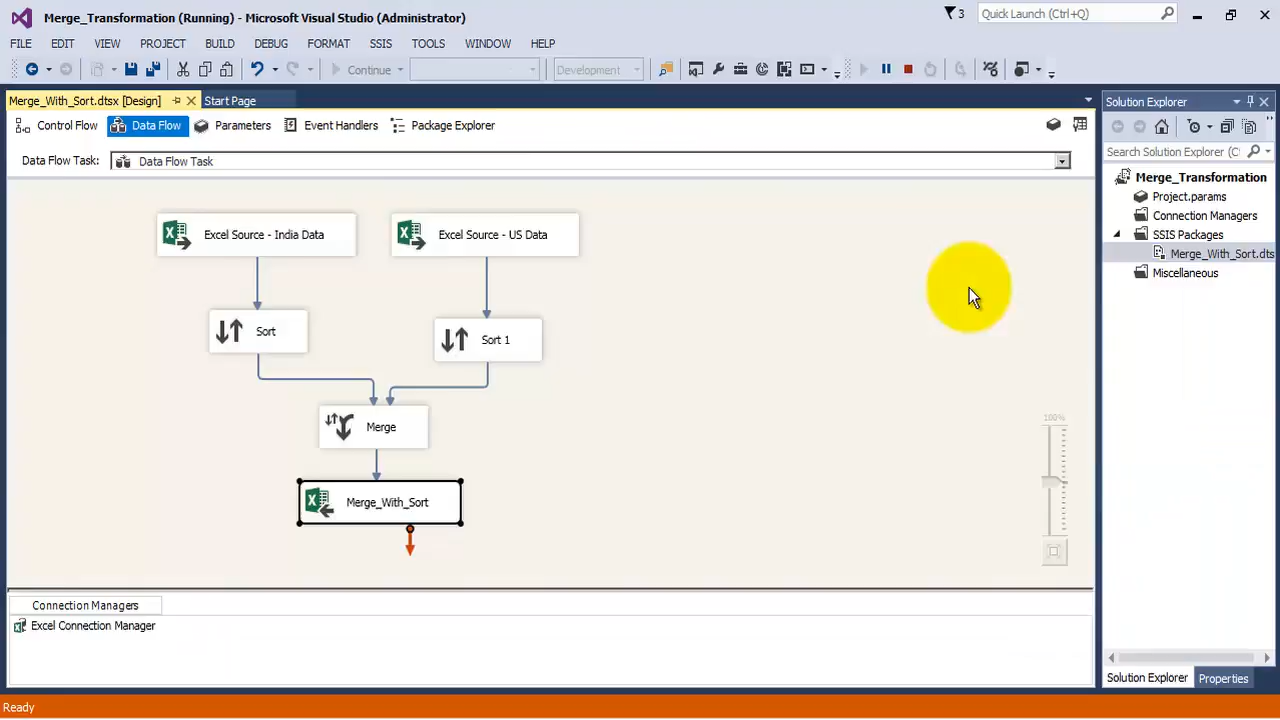 Merge_Transformation (Running) - Microsoft Visual Studio (Administrator)
3
Quick Launch (Ctrl+Q)
FILE EDIT VIEW PROJECT BUILD DEBUG FORMAT SSIS TOOLS WINDOW HELP
Continue Development
Merge_With_Sort.dtsx [Design] Start Page
Control Flow Data Flow Parameters Event Handlers Package Explorer
Data Flow Task: Data Flow Task
Excel Source - India Data
Excel Source - US Data
Sort
Sort 1
Merge
Merge_With_Sort
100%
Connection Managers
Excel Connection Manager
Solution Explorer
Search Solution Explorer (C
Merge_Transformation
Project.params
Connection Managers
SSIS Packages
Merge_With_Sort.dts
Miscellaneous
Solution Explorer Properties
Ready